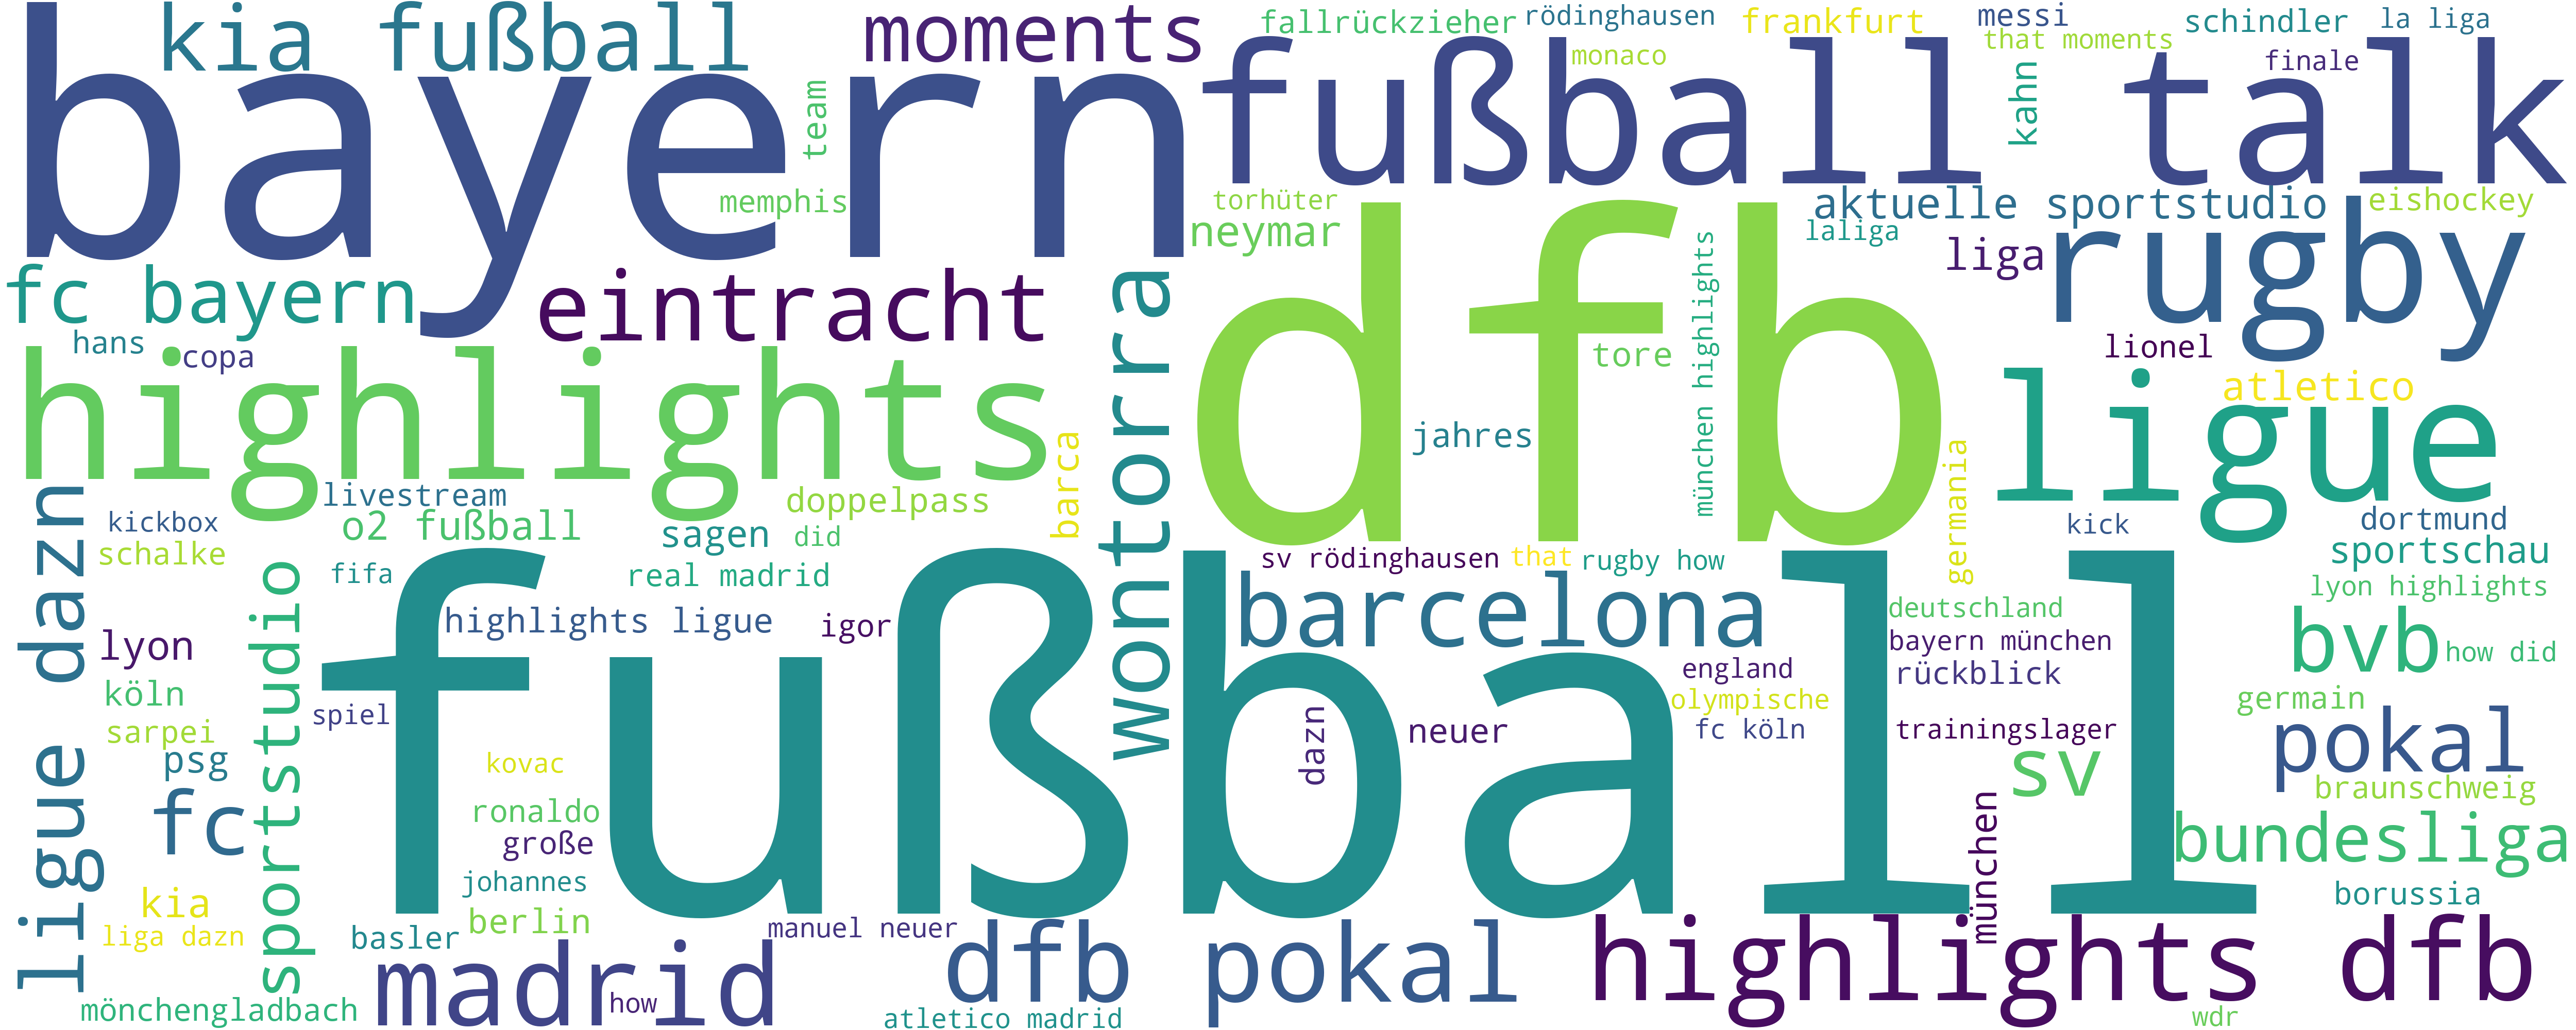 bayern
kia fußball
moments
fallrückzieher
rödinghausen
frankfurt
messi
schindler
la liga
that moments
monaco
finale
fußball talk
kahn
team
memphis
torhüter
neymar
aktuelle sportstudio
eishockey
laliga
liga
rugby
fc bayern
eintracht
wontorra
dfb
münchen highlights
tore
lionel
atletico
hans
copa
highlights
ligue
jahres
barca
germania
livestream
doppelpass
kickbox
o2 fußball
sagen
did
schalke
kick
dortmund
sportschau
sv rödinghausen
that
rugby how
fifa
real madrid
lyon highlights
ligue dazn
sportstudio
fußball
highlights ligue
igor
barcelona
deutschland
bayern münchen
bvb
how did
lyon
england
rückblick
köln
olympische
germain
spiel
sarpei
neuer
fc köln
trainingslager
dazn
psg
pokal
kovac
sv
braunschweig
fc
ronaldo
große
münchen
bundesliga
johannes
borussia
kia
berlin
manuel neuer
liga dazn
basler
madrid
dfb pokal
highlights dfb
mönchengladbach
how
atletico madrid
wdr